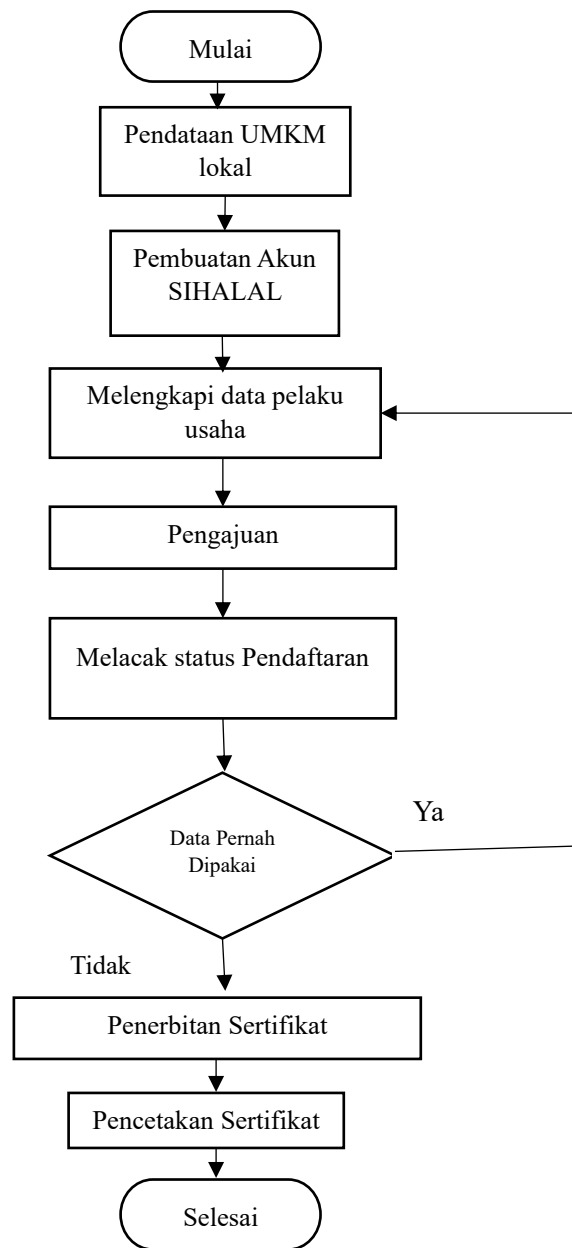 Mulai
Pendataan UMKM
lokal
Pembuatan Akun
SIHALAL
Melengkapi data pelaku
usaha
Pengajuan
Melacak status Pendaftaran
Ya
Data Pernah
Dipakai
Tidak
Penerbitan Sertifikat
Pencetakan Sertifikat
Selesai